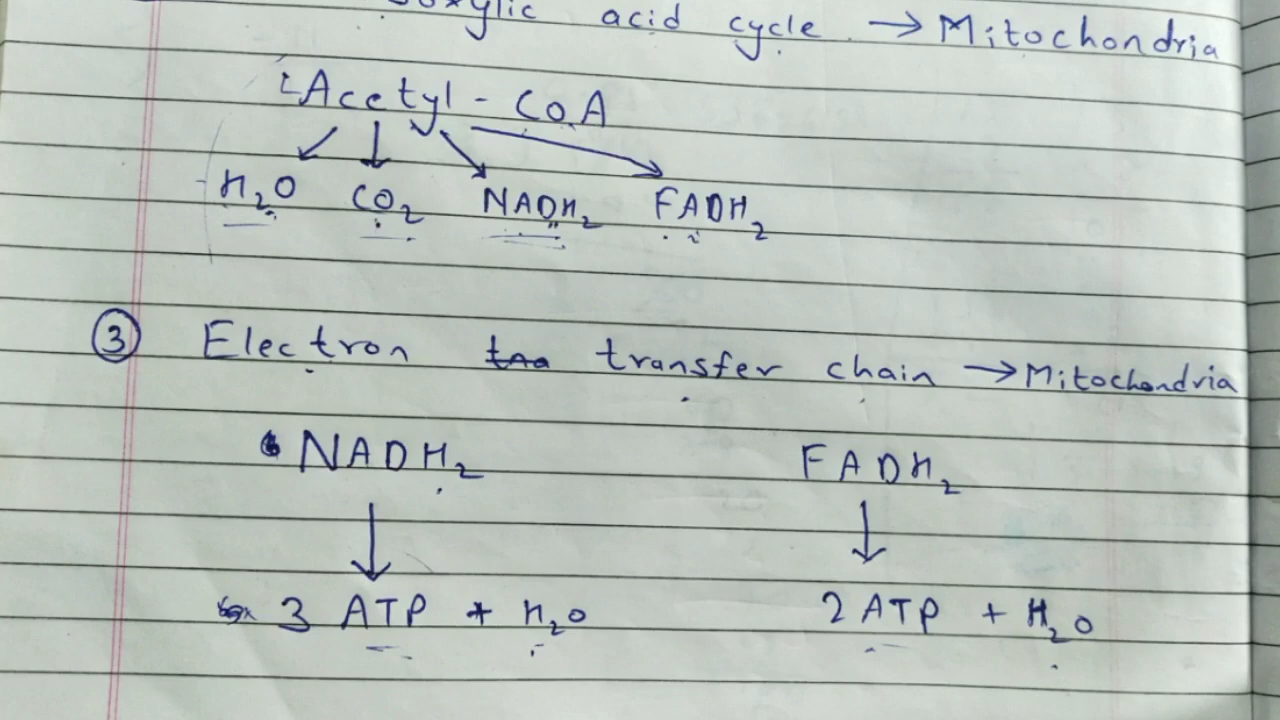 acid cycle → Mitochondria
Acetyl - CoA
H₂O CO₂ NADH₂ FADH₂
③ Electron transfer chain → Mitochondria
NADH₂ FADH₂
3 ATP + H₂O 2 ATP + H₂O